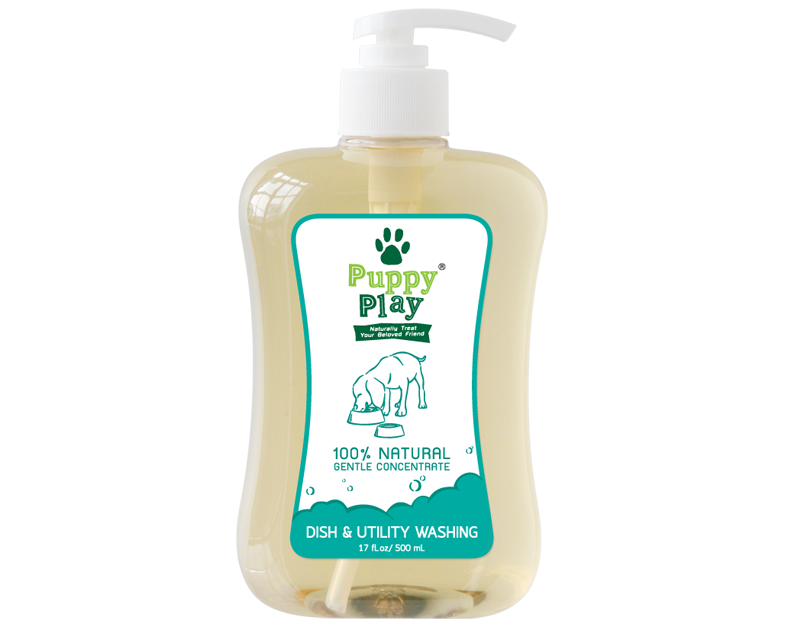 Puppy®
Play
Naturally Treat
Your Beloved Friend
100% NATURAL
GENTLE CONCENTRATE
DISH & UTILITY WASHING
17 fl.oz/ 500 mL